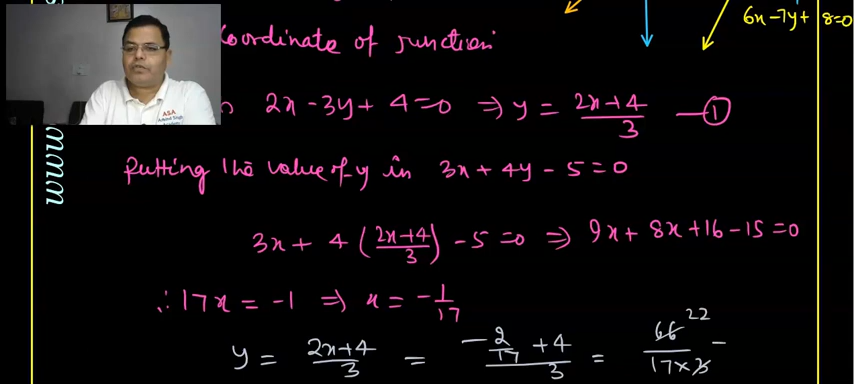 6x-7y+8=0
Coordinate of Junction:
2x-3y+4=0 ⇒ y = (2x+4)/3 —①
ASA
www
Putting the value of y in 3x+4y-5=0
3x+4((2x+4)/3)-5=0 ⇒ 9x+8x+16-15=0
∴ 17x = -1 ⇒ x = -1/17
y = (2x+4)/3 = (-2/17+4)/3 = 66 22/(17×3) =